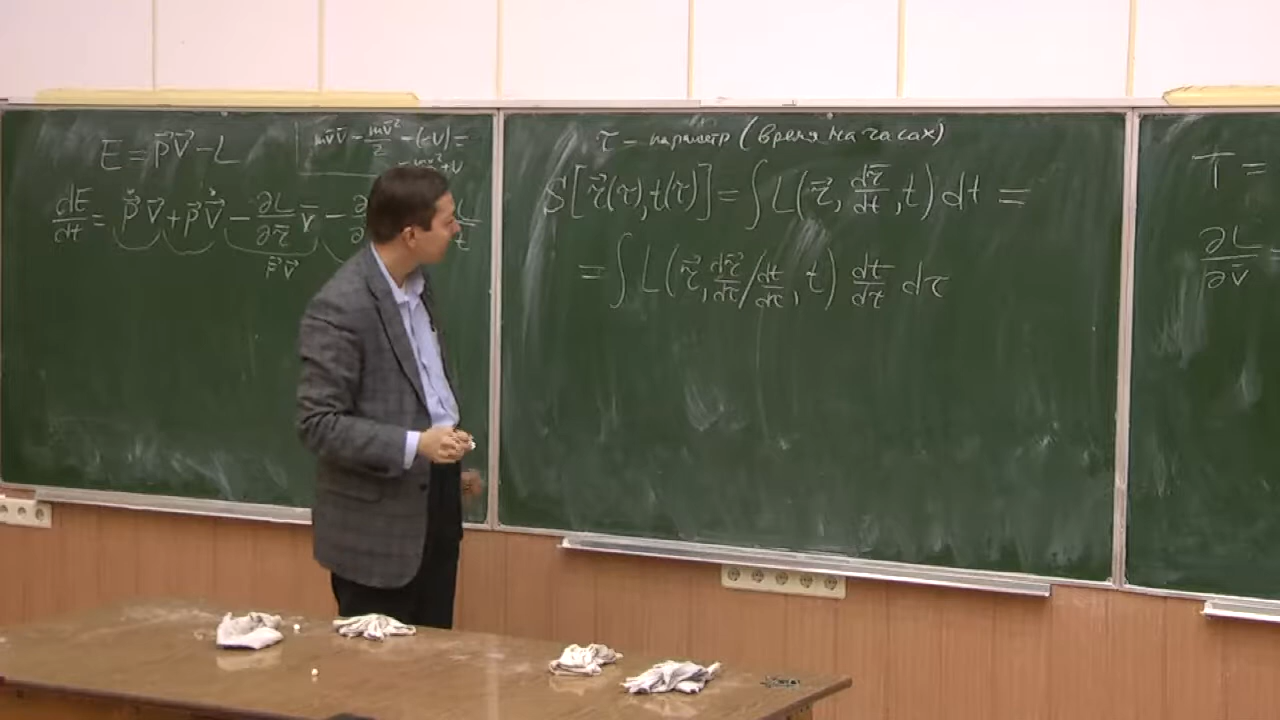 E = p⃗v⃗ − L
mv̄v̄ − mv̄²/2 − (−U) =
dE/dt = ṗ⃗ v⃗ + p⃗ v̇⃗ − ∂L/∂r̄ v̄ −
ṗ⃗v⃗
τ − параметр (время на часах)
S[r⃗(τ), t(τ)] = ∫ L(r⃗, dr̄/dt, t) dt =
= ∫ L(r⃗, dr⃗/dτ / dt/dτ, t) dt/dτ dτ
T =
∂L/∂v̄ =